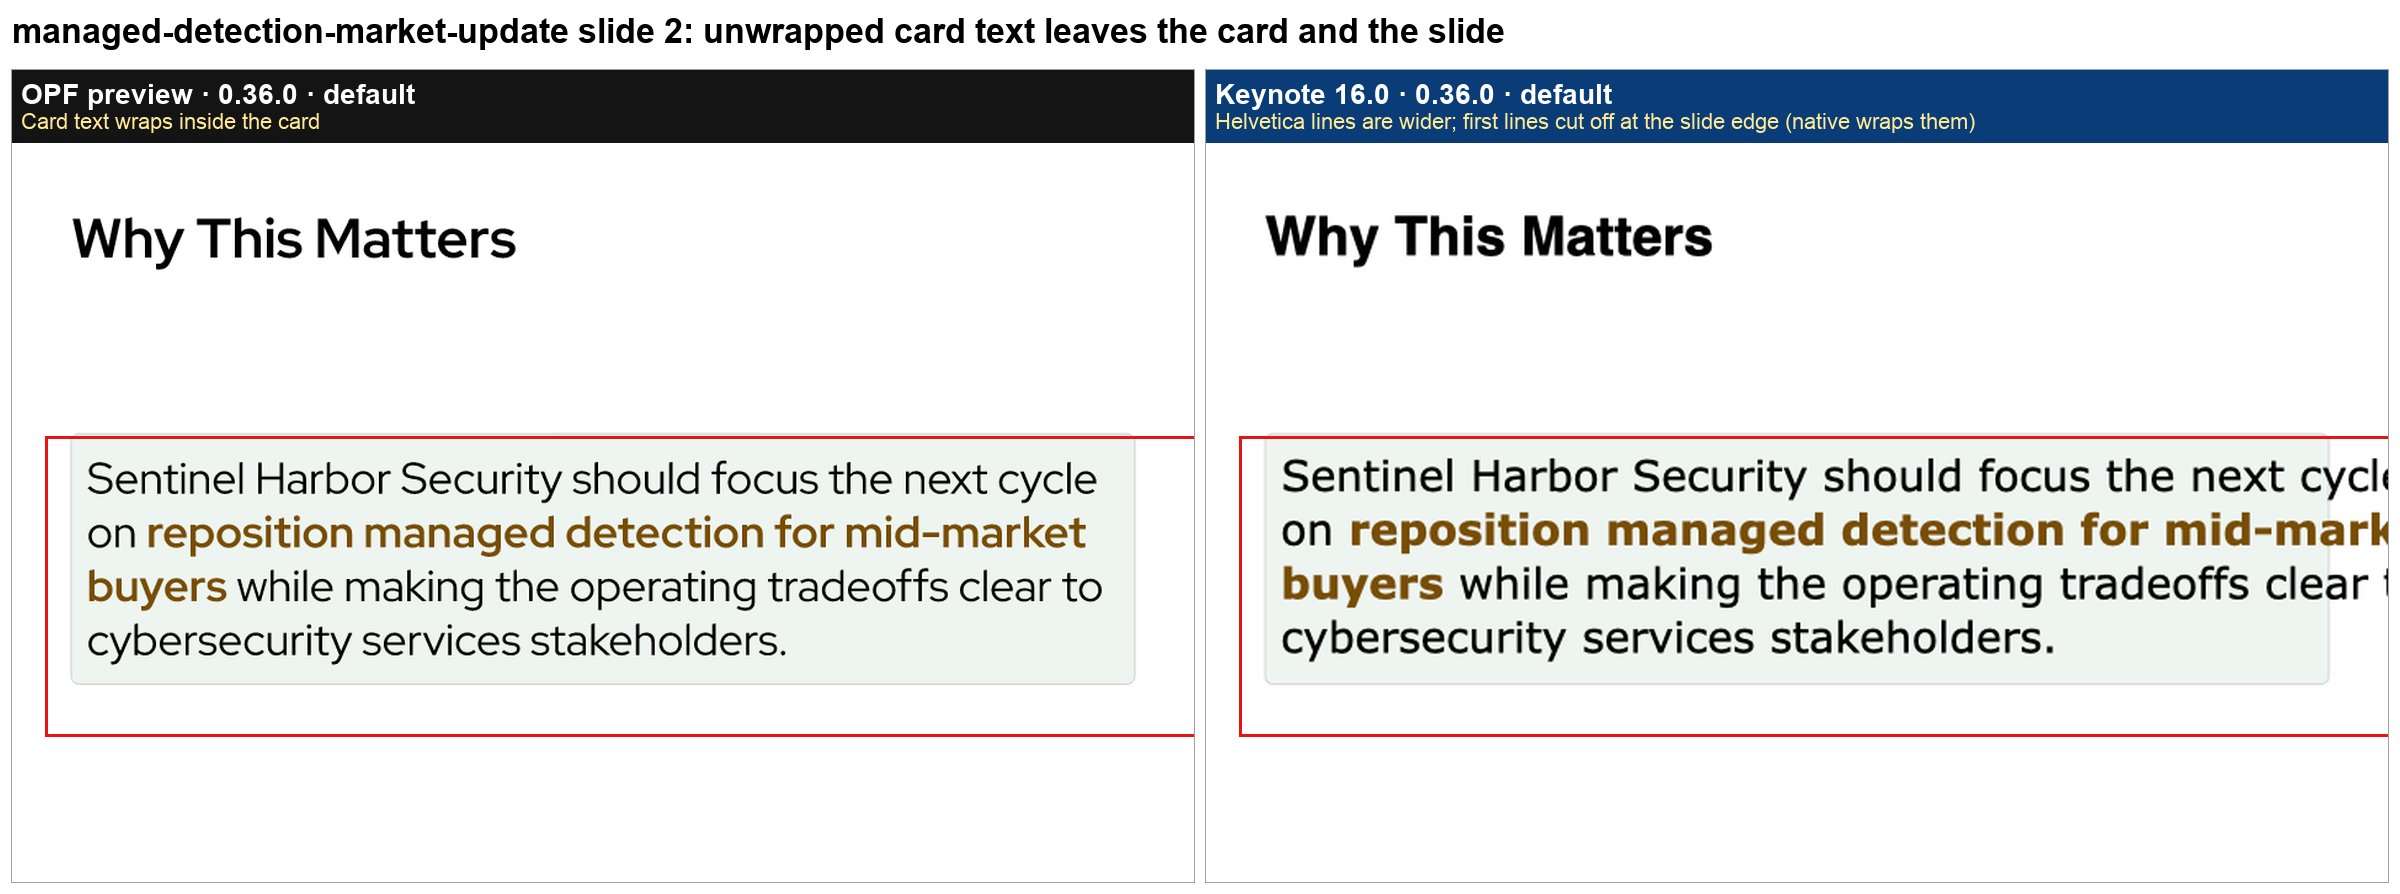 managed-detection-market-update slide 2: unwrapped card text leaves the card and the slide
OPF preview · 0.36.0 · default
Card text wraps inside the card
Why This Matters
Sentinel Harbor Security should focus the next cycle
on reposition managed detection for mid-market
buyers while making the operating tradeoffs clear to
cybersecurity services stakeholders.
Keynote 16.0 · 0.36.0 · default
Helvetica lines are wider; first lines cut off at the slide edge (native wraps them)
Why This Matters
Sentinel Harbor Security should focus the next cycle
on reposition managed detection for mid-mark
buyers while making the operating tradeoffs clear t
cybersecurity services stakeholders.